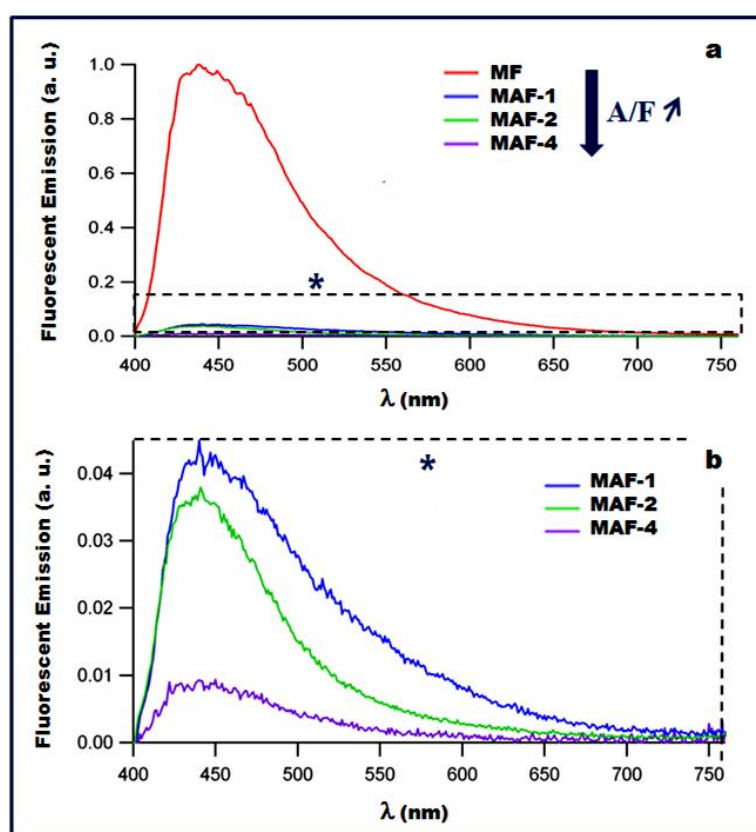 a
MF
MAF-1
MAF-2
MAF-4
A/F ↗
*
Fluorescent Emission (a. u.)
1.0
0.8
0.6
0.4
0.2
0.0
400 450 500 550 600 650 700 750
λ (nm)
b
*
MAF-1
MAF-2
MAF-4
Fluorescent Emission (a. u.)
0.04
0.03
0.02
0.01
0.00
400 450 500 550 600 650 700 750
λ (nm)